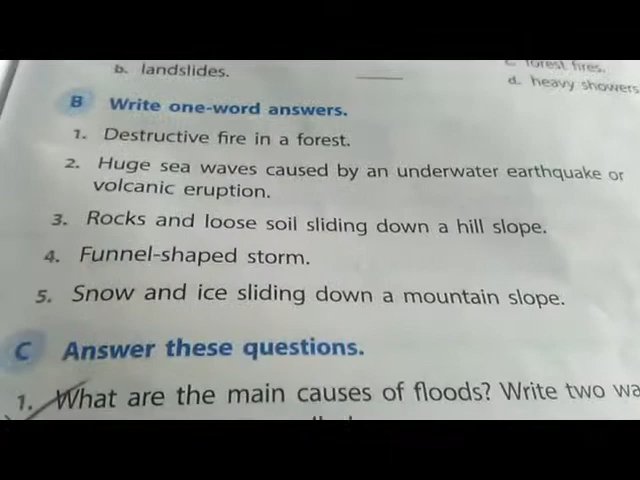 c. forest fires.
b. landslides.
d. heavy showers
B Write one-word answers.
1. Destructive fire in a forest.
2. Huge sea waves caused by an underwater earthquake or
volcanic eruption.
3. Rocks and loose soil sliding down a hill slope.
4. Funnel-shaped storm.
5. Snow and ice sliding down a mountain slope.
C Answer these questions.
1. What are the main causes of floods? Write two wa